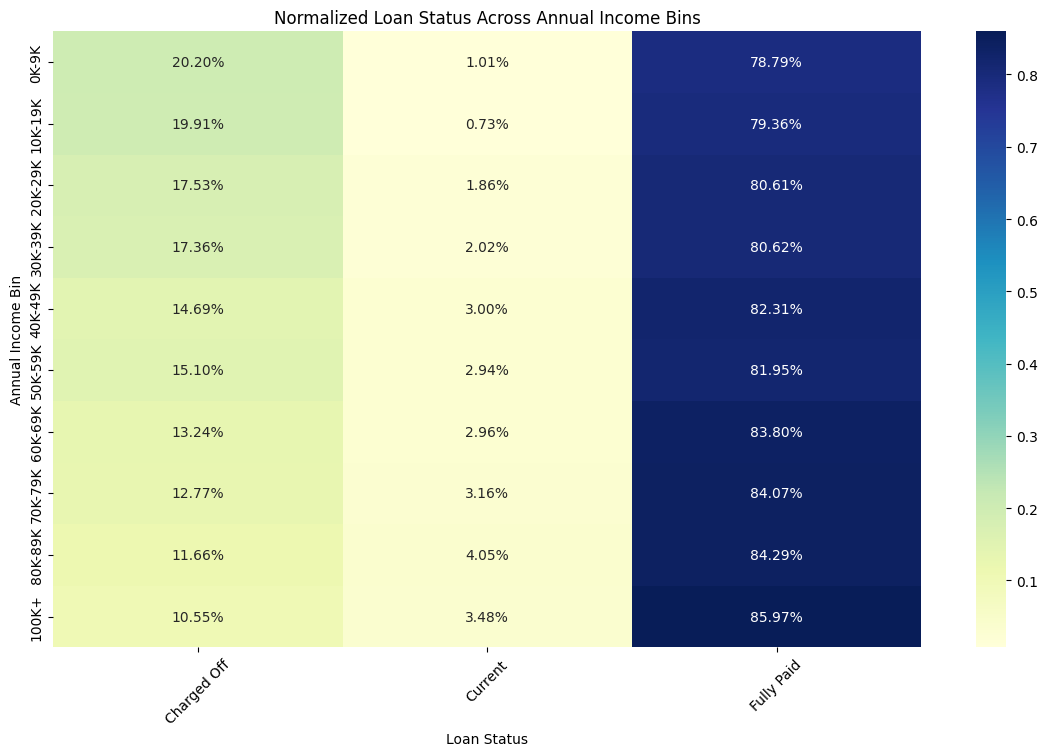 Normalized Loan Status Across Annual Income Bins
Annual Income Bin
0K-9K 20.20% 1.01% 78.79%
10K-19K 19.91% 0.73% 79.36%
20K-29K 17.53% 1.86% 80.61%
30K-39K 17.36% 2.02% 80.62%
40K-49K 14.69% 3.00% 82.31%
50K-59K 15.10% 2.94% 81.95%
60K-69K 13.24% 2.96% 83.80%
70K-79K 12.77% 3.16% 84.07%
80K-89K 11.66% 4.05% 84.29%
100K+ 10.55% 3.48% 85.97%
Charged Off Current Fully Paid
Loan Status
0.8
0.7
0.6
0.5
0.4
0.3
0.2
0.1